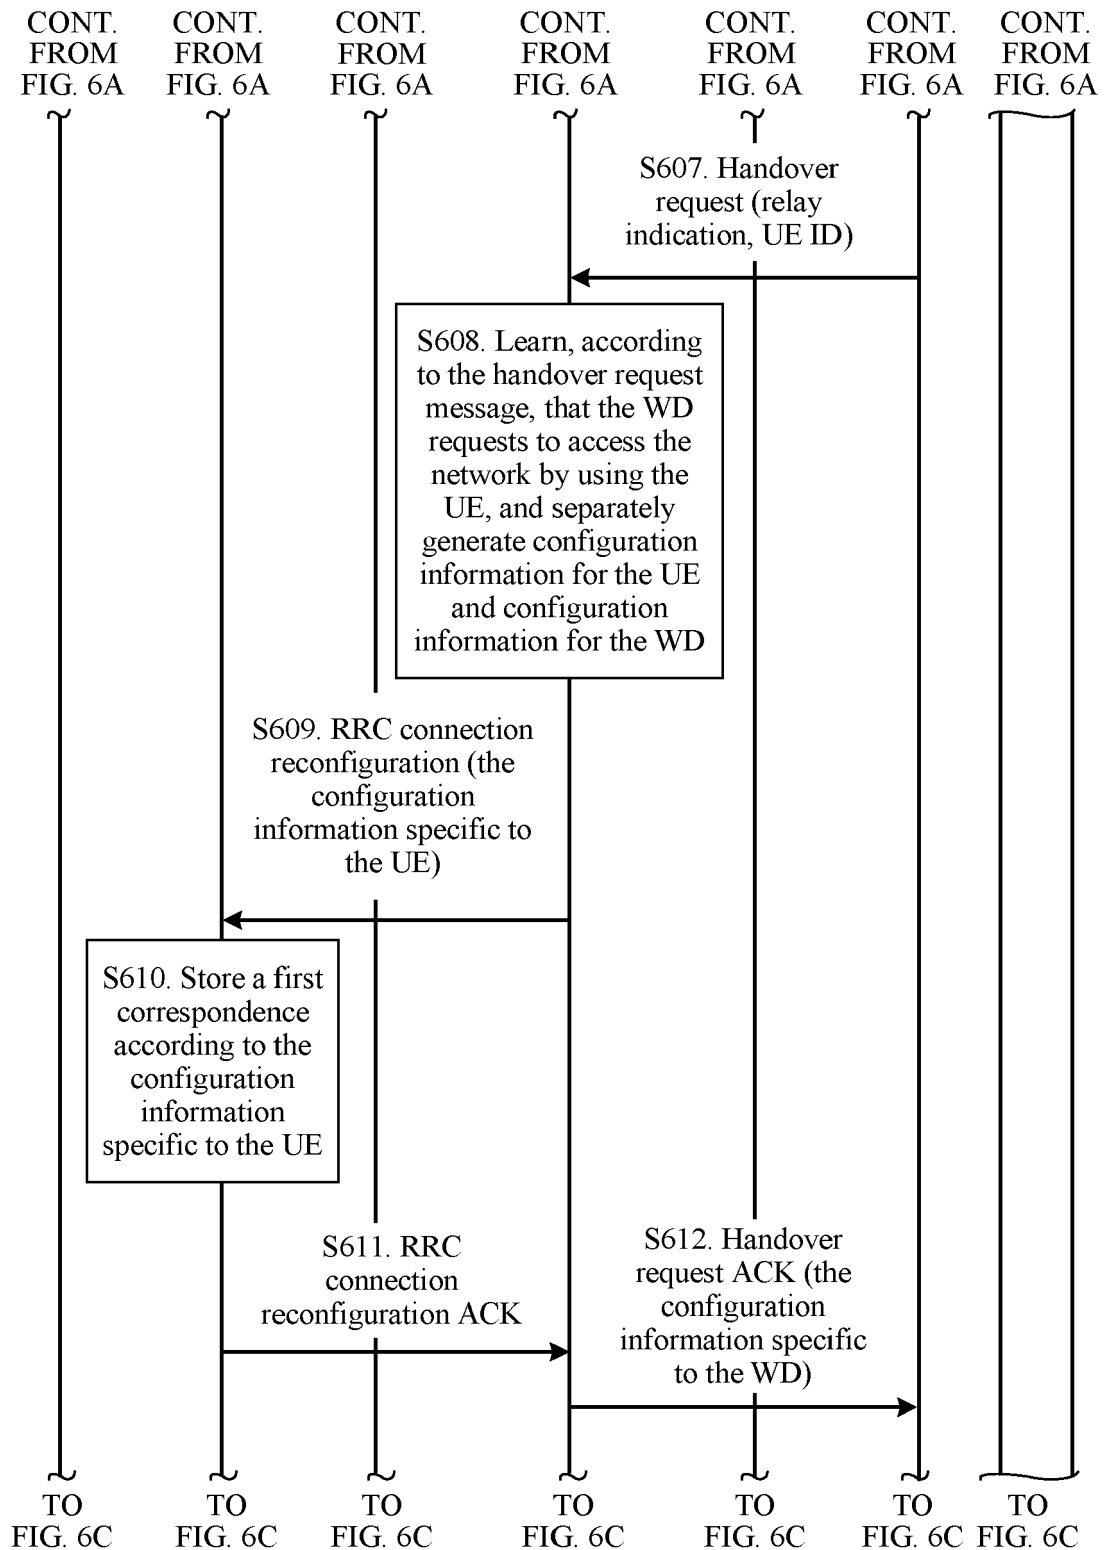 CONT. FROM FIG. 6A
CONT. FROM FIG. 6A
CONT. FROM FIG. 6A
CONT. FROM FIG. 6A
CONT. FROM FIG. 6A
CONT. FROM FIG. 6A
CONT. FROM FIG. 6A
S607. Handover
request (relay
indication, UE ID)
S608. Learn, according
to the handover request
message, that the WD
requests to access the
network by using the
UE, and separately
generate configuration
information for the UE
and configuration
information for the WD
S609. RRC connection
reconfiguration (the
configuration
information specific to
the UE)
S610. Store a first
correspondence
according to the
configuration
information
specific to the UE
S611. RRC
connection
reconfiguration ACK
S612. Handover
request ACK (the
configuration
information specific
to the WD)
TO FIG. 6C
TO FIG. 6C
TO FIG. 6C
TO FIG. 6C
TO FIG. 6C
TO FIG. 6C
TO FIG. 6C